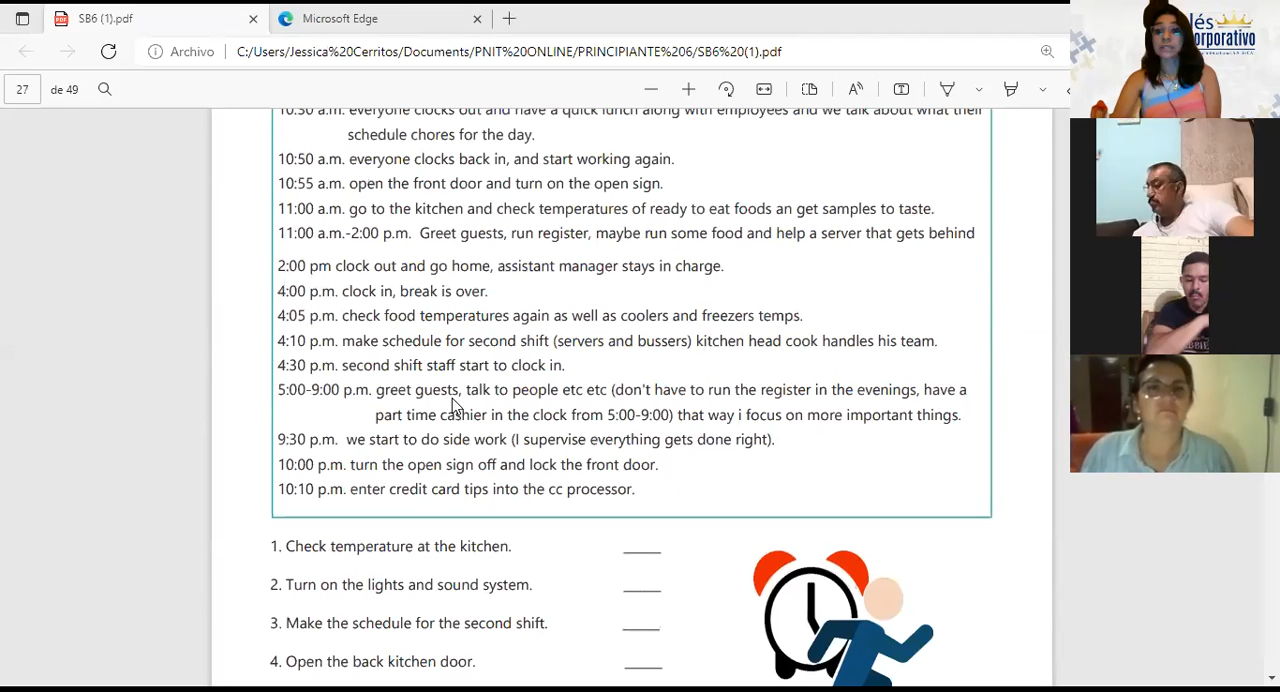 SB6 (1).pdf
Microsoft Edge
Archivo
C:/Users/Jessica%20Cerritos/Documents/PNIT%20ONLINE/PRINCIPIANTE%206/SB6%20(1).pdf
27
de 49
10:30 a.m. everyone clocks out and have a quick lunch along with employees and we talk about what their
schedule chores for the day.
10:50 a.m. everyone clocks back in, and start working again.
10:55 a.m. open the front door and turn on the open sign.
11:00 a.m. go to the kitchen and check temperatures of ready to eat foods an get samples to taste.
11:00 a.m.-2:00 p.m. Greet guests, run register, maybe run some food and help a server that gets behind
2:00 pm clock out and go home, assistant manager stays in charge.
4:00 p.m. clock in, break is over.
4:05 p.m. check food temperatures again as well as coolers and freezers temps.
4:10 p.m. make schedule for second shift (servers and bussers) kitchen head cook handles his team.
4:30 p.m. second shift staff start to clock in.
5:00-9:00 p.m. greet guests, talk to people etc etc (don't have to run the register in the evenings, have a
part time cashier in the clock from 5:00-9:00) that way i focus on more important things.
9:30 p.m. we start to do side work (I supervise everything gets done right).
10:00 p.m. turn the open sign off and lock the front door.
10:10 p.m. enter credit card tips into the cc processor.
1. Check temperature at the kitchen. ____
2. Turn on the lights and sound system. ____
3. Make the schedule for the second shift. ____
4. Open the back kitchen door. ____
lés
orporativo